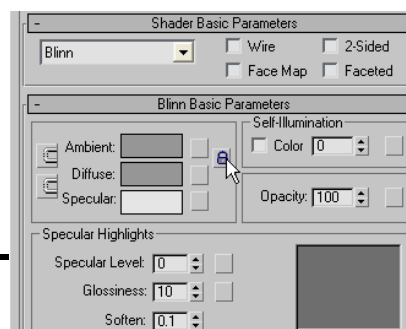 - Shader Basic Parameters
Blinn
Wire
2-Sided
Face Map
Faceted
- Blinn Basic Parameters
Self-Illumination
Ambient:
Color 0
Diffuse:
Specular:
Opacity: 100
Specular Highlights
Specular Level: 0
Glossiness: 10
Soften: 0.1